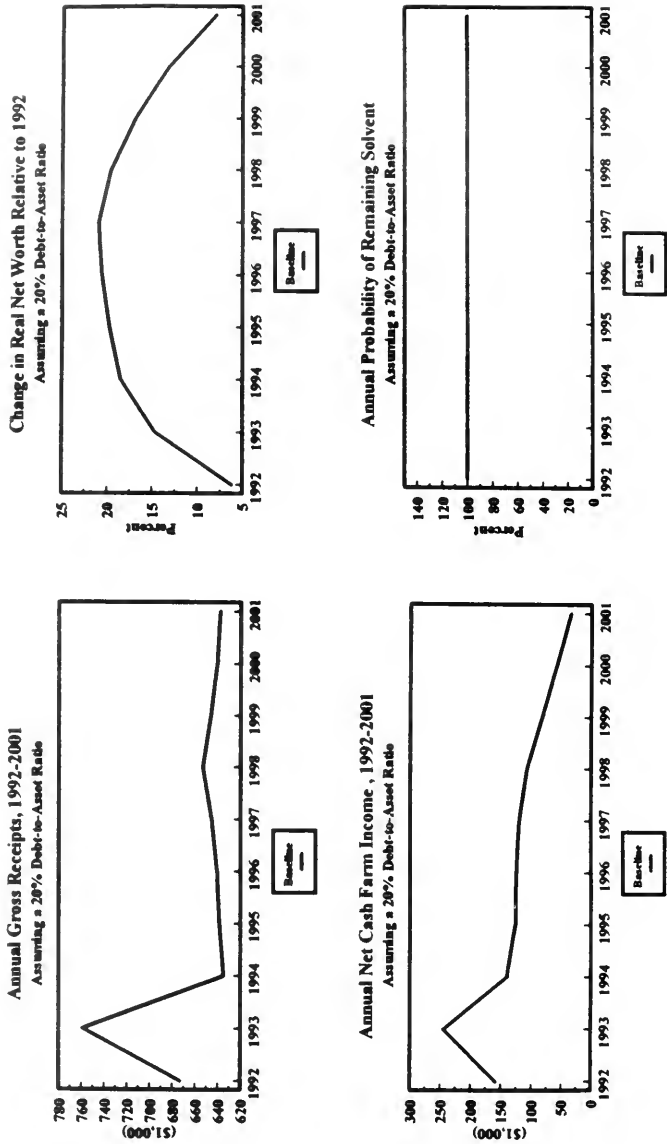 Annual Gross Receipts, 1992-2001
Assuming a 20% Debt-to-Asset Ratio
780
760
740
720
700
680
660
640
620
($1,000)
1992 1993 1994 1995 1996 1997 1998 1999 2000 2001
Baseline
Change in Real Net Worth Relative to 1992
Assuming a 20% Debt-to-Asset Ratio
25
20
15
10
5
Percent
1992 1993 1994 1995 1996 1997 1998 1999 2000 2001
Baseline
Annual Net Cash Farm Income , 1992-2001
Assuming a 20% Debt-to-Asset Ratio
300
250
200
150
100
50
0
($1,000)
1992 1993 1994 1995 1996 1997 1998 1999 2000 2001
Baseline
Annual Probability of Remaining Solvent
Assuming a 20% Debt-to-Asset Ratio
140
120
100
80
60
40
20
0
Percent
1992 1993 1994 1995 1996 1997 1998 1999 2000 2001
Baseline